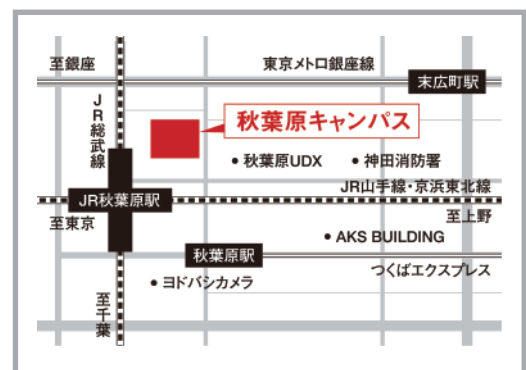 至銀座
東京メトロ銀座線
末広町駅
JR総武線
秋葉原キャンパス
● 秋葉原UDX
● 神田消防署
JR山手線・京浜東北線
JR秋葉原駅
至東京
至上野
● AKS BUILDING
秋葉原駅
つくばエクスプレス
● ヨドバシカメラ
至千葉